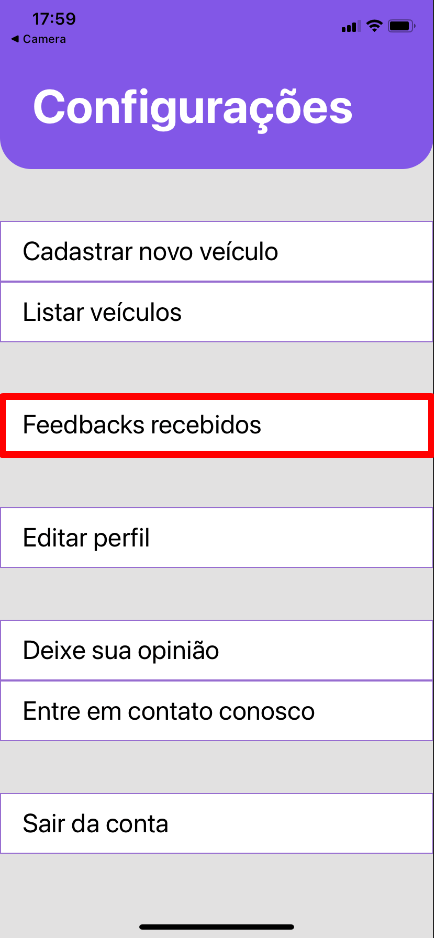 17:59
◀ Camera
Configurações
Cadastrar novo veículo
Listar veículos
Feedbacks recebidos
Editar perfil
Deixe sua opinião
Entre em contato conosco
Sair da conta